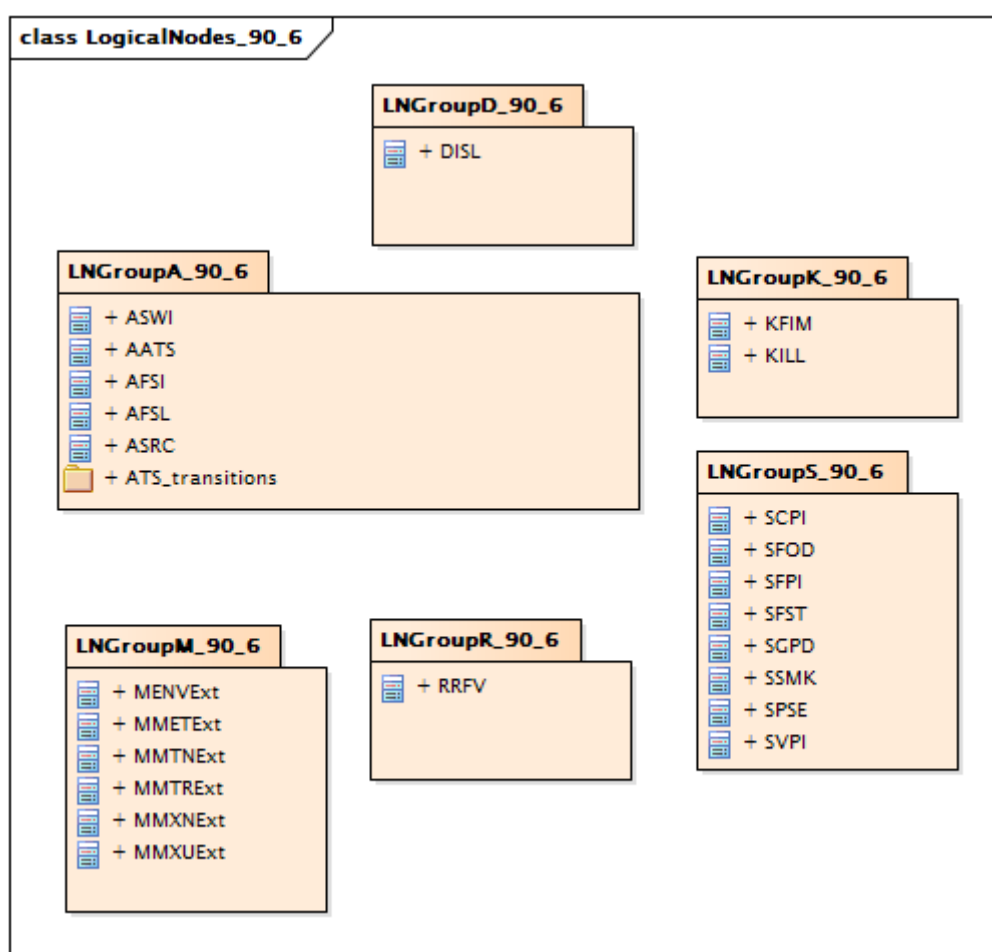 class LogicalNodes_90_6
LNGroupD_90_6
+ DISL
LNGroupA_90_6
+ ASWI
+ AATS
+ AFSI
+ AFSL
+ ASRC
+ ATS_transitions
LNGroupK_90_6
+ KFIM
+ KILL
LNGroupS_90_6
+ SCPI
+ SFOD
+ SFPI
+ SFST
+ SGPD
+ SSMK
+ SPSE
+ SVPI
LNGroupM_90_6
+ MENVExt
+ MMETExt
+ MMTNExt
+ MMTRExt
+ MMXNExt
+ MMXUExt
LNGroupR_90_6
+ RRFV